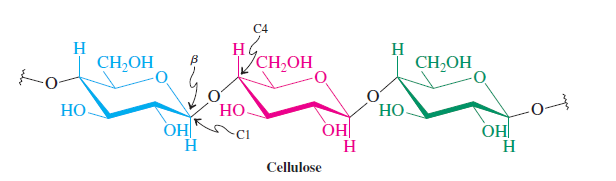 C4
H H H
CH₂OH β CH₂OH CH₂OH
O O O O
O O O
HO HO HO
OH C1 OH OH
H H H
Cellulose